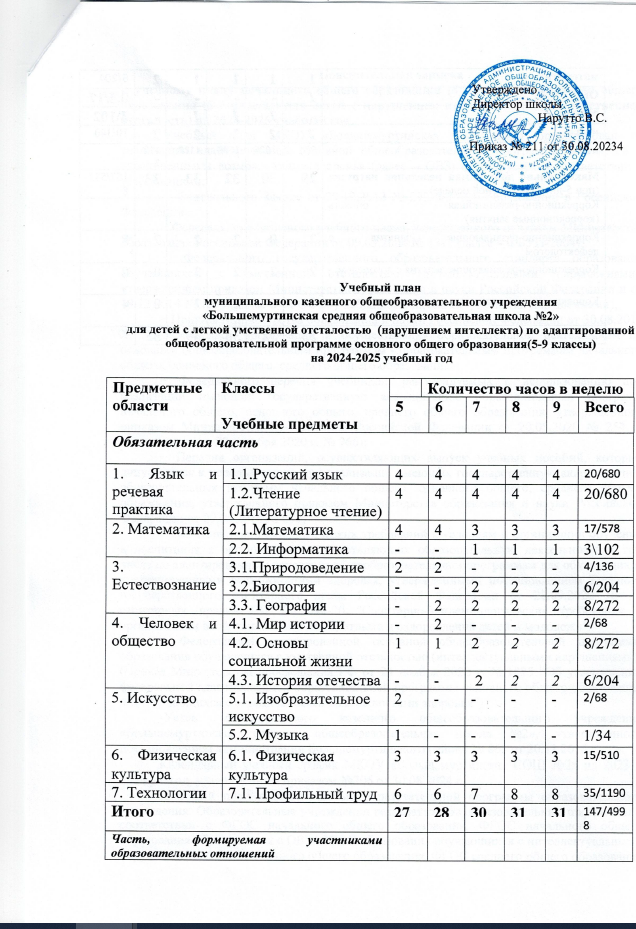 Утверждено
Директор школы
Нарутто В.С.
Приказ № 211 от 30.08.20234
Учебный план
муниципального казенного общеобразовательного учреждения
«Большемуртинская средняя общеобразовательная школа №2»
для детей с легкой умственной отсталостью (нарушением интеллекта) по адаптированной
общеобразовательной программе основного общего образования(5-9 классы)
на 2024-2025 учебный год
Предметные области Классы Количество часов в неделю
Учебные предметы 5 6 7 8 9 Всего
Обязательная часть
1. Язык и речевая практика 1.1.Русский язык 4 4 4 4 4 20/680
1.2.Чтение (Литературное чтение) 4 4 4 4 4 20/680
2. Математика 2.1.Математика 4 4 3 3 3 17/578
2.2. Информатика - - 1 1 1 3\102
3. Естествознание 3.1.Природоведение 2 2 - - - 4/136
3.2.Биология - - 2 2 2 6/204
3.3. География - 2 2 2 2 8/272
4. Человек и общество 4.1. Мир истории - 2 - - - 2/68
4.2. Основы социальной жизни 1 1 2 2 2 8/272
4.3. История отечества - - 2 2 2 6/204
5. Искусство 5.1. Изобразительное искусство 2 - - - - 2/68
5.2. Музыка 1 - - - - 1/34
6. Физическая культура 6.1. Физическая культура 3 3 3 3 3 15/510
7. Технологии 7.1. Профильный труд 6 6 7 8 8 35/1190
Итого 27 28 30 31 31 147/4998
Часть, формируемая участниками
образовательных отношений